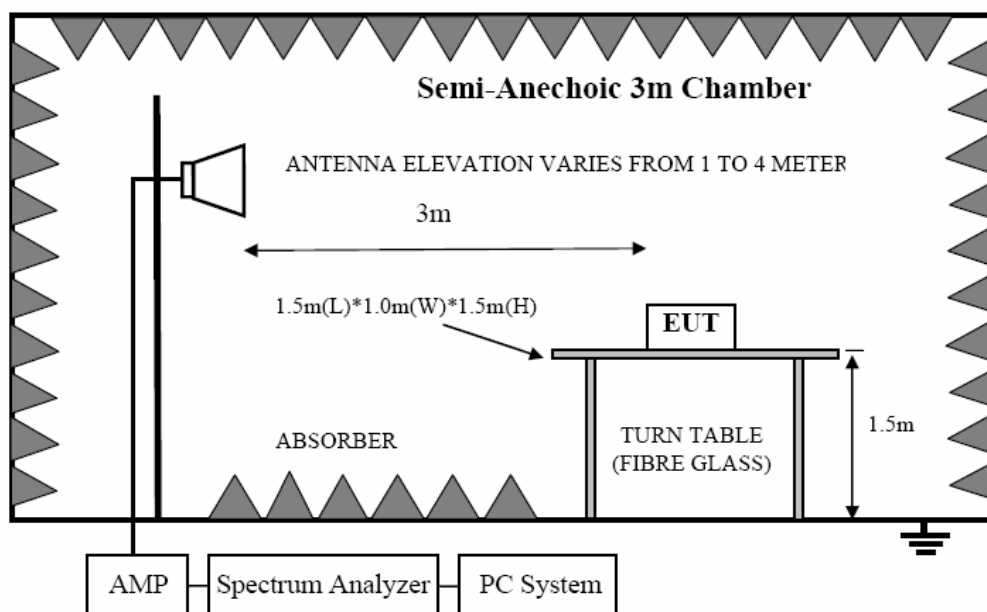 Semi-Anechoic 3m Chamber
ANTENNA ELEVATION VARIES FROM 1 TO 4 METER
3m
1.5m(L)*1.0m(W)*1.5m(H)
EUT
ABSORBER
TURN TABLE
(FIBRE GLASS)
1.5m
AMP
Spectrum Analyzer
PC System